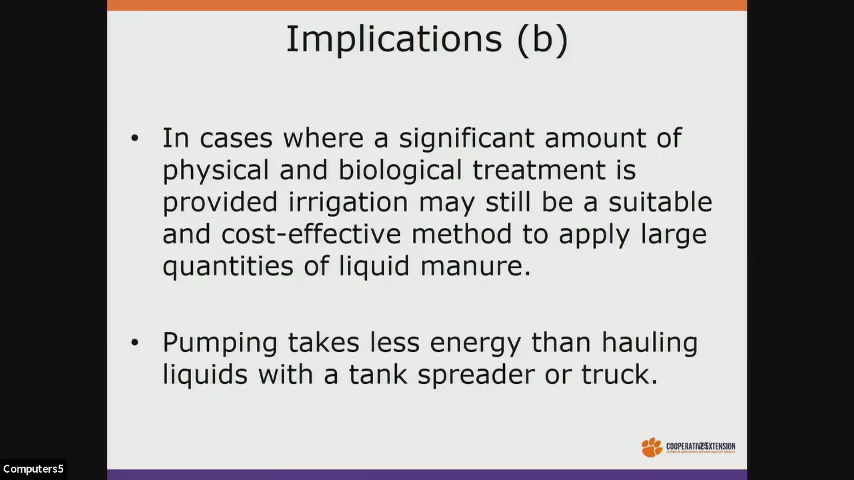 Implications (b)
• In cases where a significant amount of
physical and biological treatment is
provided irrigation may still be a suitable
and cost-effective method to apply large
quantities of liquid manure.
• Pumping takes less energy than hauling
liquids with a tank spreader or truck.
COOPERATIVE EXTENSION
Computers5